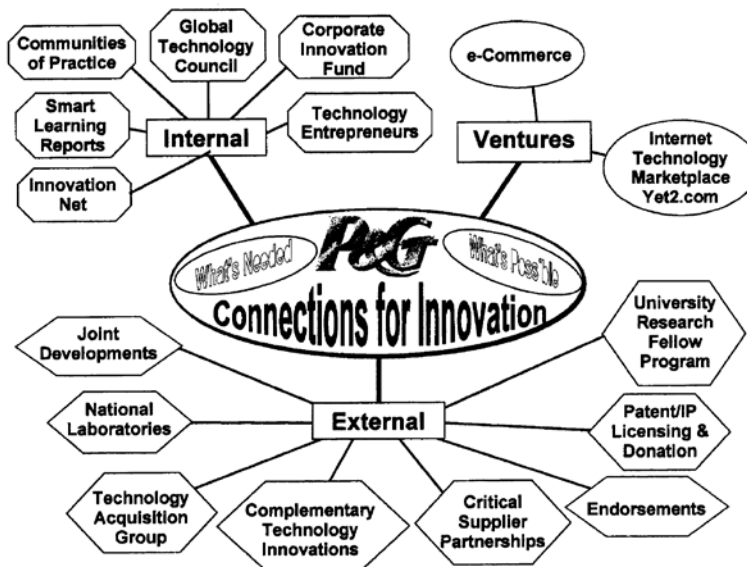 Communities
of Practice
Global
Technology
Council
Corporate
Innovation
Fund
Smart
Learning
Reports
Internal
Technology
Entrepreneurs
Innovation
Net
e-Commerce
Ventures
Internet
Technology
Marketplace
Yet2.com
What's Needed
P&G
What's Possible
Connections for Innovation
Joint
Developments
University
Research
Fellow
Program
National
Laboratories
External
Patent/IP
Licensing &
Donation
Technology
Acquisition
Group
Complementary
Technology
Innovations
Critical
Supplier
Partnerships
Endorsements